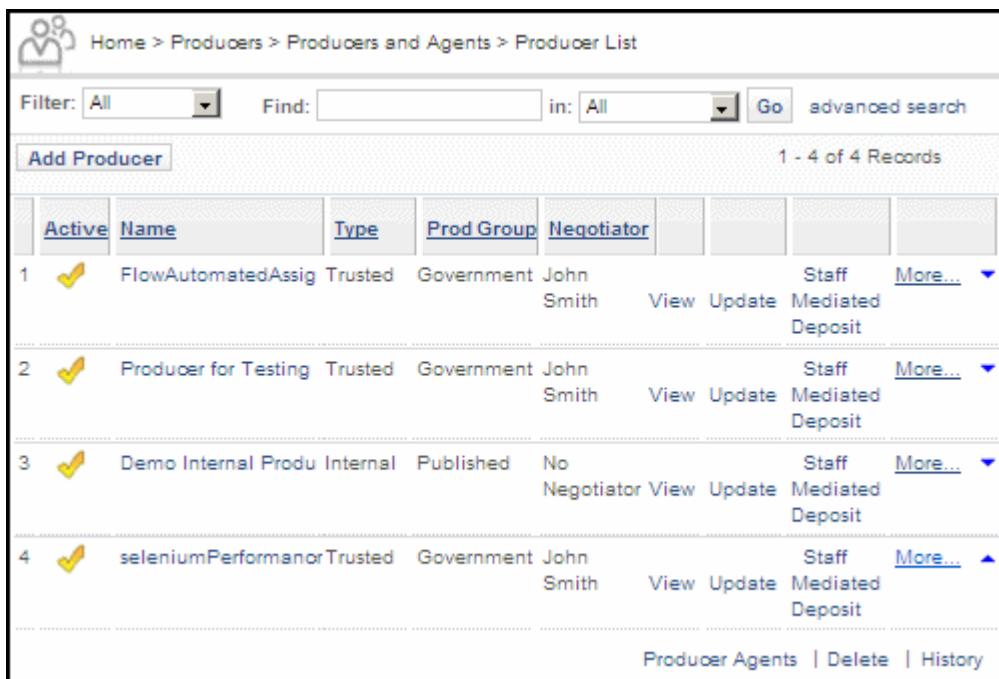 Home > Producers > Producers and Agents > Producer List
Filter: All Find: in: All Go advanced search
Add Producer 1 - 4 of 4 Records
Active Name Type Prod Group Negotiator
1 FlowAutomatedAssig Trusted Government John Staff More...
Smith View Update Mediated
Deposit
2 Producer for Testing Trusted Government John Staff More...
Smith View Update Mediated
Deposit
3 Demo Internal Produ Internal Published No Staff More...
Negotiator View Update Mediated
Deposit
4 seleniumPerformanor Trusted Government John Staff More...
Smith View Update Mediated
Deposit
Producer Agents | Delete | History